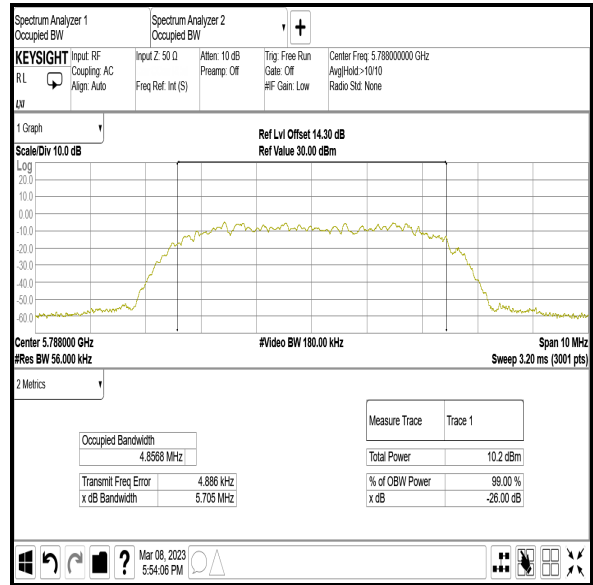 Spectrum Analyzer 1
Occupied BW
Spectrum Analyzer 2
Occupied BW
KEYSIGHT
RL
LXI
Input: RF
Coupling: AC
Align: Auto
Input Z: 50 Ω
Freq Ref: Int (S)
Atten: 10 dB
Preamp: Off
Trig: Free Run
Gate: Off
#IF Gain: Low
Center Freq: 5.788000000 GHz
Avg|Hold:>10/10
Radio Std: None
1 Graph
Scale/Div 10.0 dB
Ref Lvl Offset 14.30 dB
Ref Value 30.00 dBm
Log
20.0
10.0
0.00
-10.0
-20.0
-30.0
-40.0
-50.0
-60.0
Center 5.788000 GHz
#Res BW 56.000 kHz
#Video BW 180.00 kHz
Span 10 MHz
Sweep 3.20 ms (3001 pts)
2 Metrics
Measure Trace Trace 1
Occupied Bandwidth
4.8568 MHz
Total Power 10.2 dBm
Transmit Freq Error 4.886 kHz
% of OBW Power 99.00 %
x dB Bandwidth 5.705 MHz
x dB -26.00 dB
?
Mar 08, 2023
5:54:06 PM